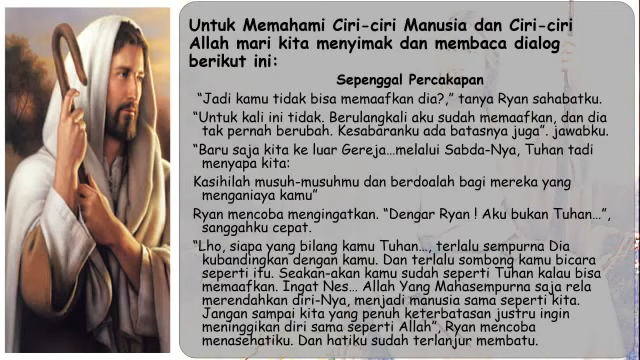 Untuk Memahami Ciri-ciri Manusia dan Ciri-ciri
Allah mari kita menyimak dan membaca dialog
berikut ini:
Sepenggal Percakapan
“Jadi kamu tidak bisa memaafkan dia?,” tanya Ryan sahabatku.
“Untuk kali ini tidak. Berulangkali aku sudah memaafkan, dan dia
tak pernah berubah. Kesabaranku ada batasnya juga”. jawabku.
“Baru saja kita ke luar Gereja…melalui Sabda-Nya, Tuhan tadi
menyapa kita:
Kasihilah musuh-musuhmu dan berdoalah bagi mereka yang
menganiaya kamu”
Ryan mencoba mengingatkan. “Dengar Ryan ! Aku bukan Tuhan…”,
sanggahku cepat.
“Lho, siapa yang bilang kamu Tuhan…, terlalu sempurna Dia
kubandingkan dengan kamu. Dan terlalu sombong kamu bicara
seperti itu. Seakan-akan kamu sudah seperti Tuhan kalau bisa
memaafkan. Ingat Nes… Allah Yang Mahasempurna saja rela
merendahkan diri-Nya, menjadi manusia sama seperti kita.
Jangan sampai kita yang penuh keterbatasan justru ingin
meninggikan diri sama seperti Allah”, Ryan mencoba
menasehatiku. Dan hatiku sudah terlanjur membatu.